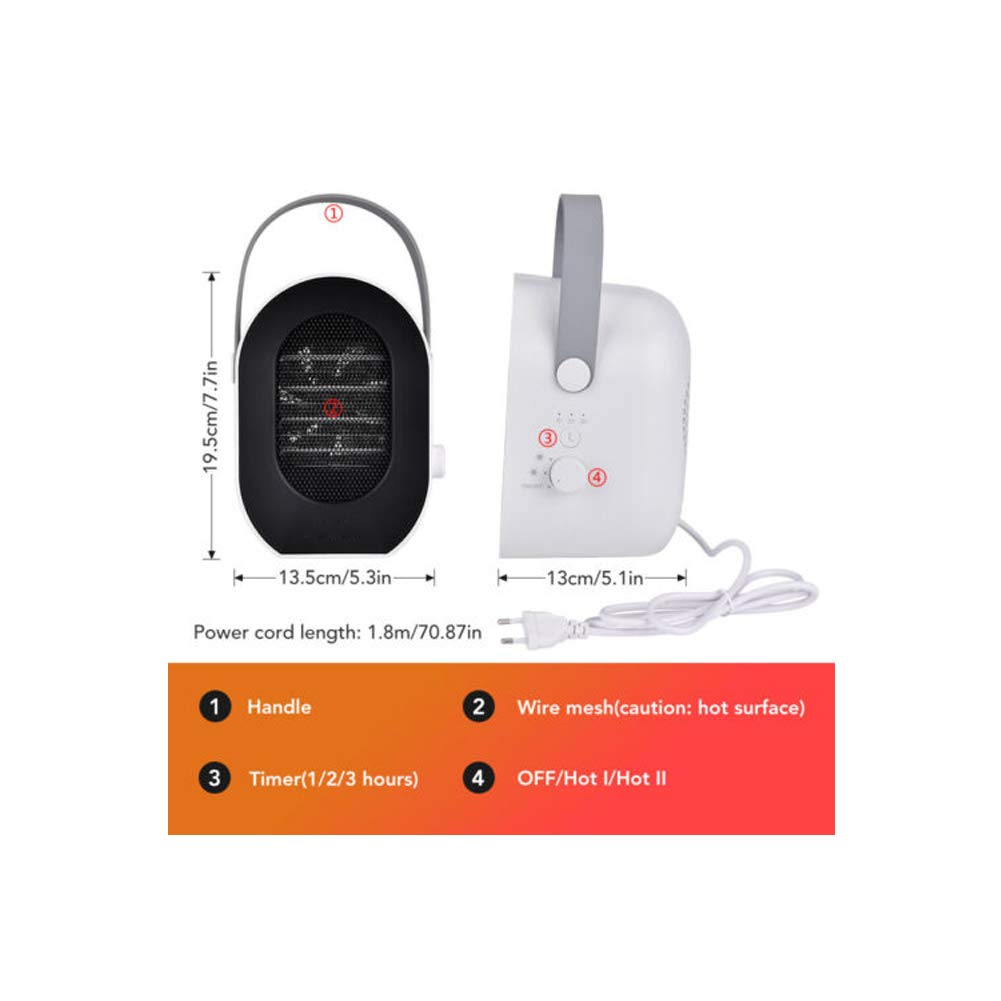 ①
19.5cm/7.7in
②
③
④
13.5cm/5.3in
13cm/5.1in
Power cord length: 1.8m/70.87in
1 Handle
2 Wire mesh(caution: hot surface)
3 Timer(1/2/3 hours)
4 OFF/Hot I/Hot II